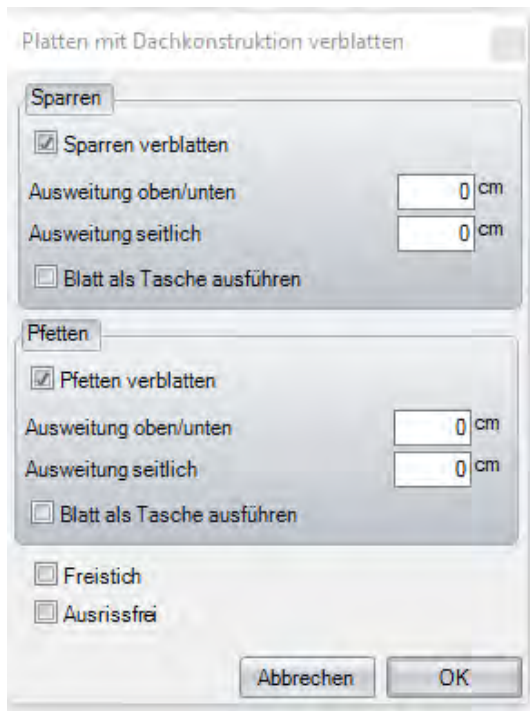 Platten mit Dachkonstruktion verblatten
Sparren
Sparren verblatten
Ausweitung oben/unten 0 cm
Ausweitung seitlich 0 cm
Blatt als Tasche ausführen
Pfetten
Pfetten verblatten
Ausweitung oben/unten 0 cm
Ausweitung seitlich 0 cm
Blatt als Tasche ausführen
Freistich
Ausrissfrei
Abbrechen OK